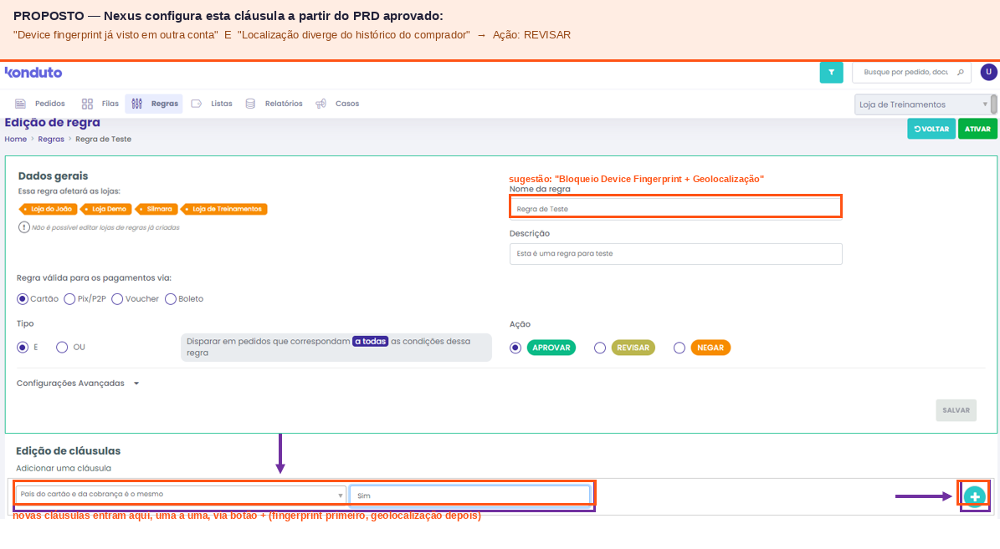 PROPOSTO — Nexus configura esta cláusula a partir do PRD aprovado:
"Device fingerprint já visto em outra conta" E "Localização diverge do histórico do comprador" → Ação: REVISAR
konduto
Busque por pedido, docu
U
Pedidos
Filas
Regras
Listas
Relatórios
Casos
Loja de Treinamentos
Edição de regra
Home > Regras > Regra de Teste
VOLTAR
ATIVAR
Dados gerais
Essa regra afetará as lojas:
Loja do João
Loja Demo
Silmara
Loja de Treinamentos
Não é possível editar lojas de regras já criadas
sugestão: "Bloqueio Device Fingerprint + Geolocalização"
Nome da regra
Regra de Teste
Descrição
Esta é uma regra para teste
Regra válida para os pagamentos via:
Cartão
Pix/P2P
Voucher
Boleto
Tipo
E
OU
Disparar em pedidos que correspondam a todas as condições dessa
regra
Ação
APROVAR
REVISAR
NEGAR
Configurações Avançadas
SALVAR
Edição de cláusulas
Adicionar uma cláusula
País do cartão e da cobrança é o mesmo
Sim
novas cláusulas entram aqui, uma a uma, via botão + (fingerprint primeiro, geolocalização depois)